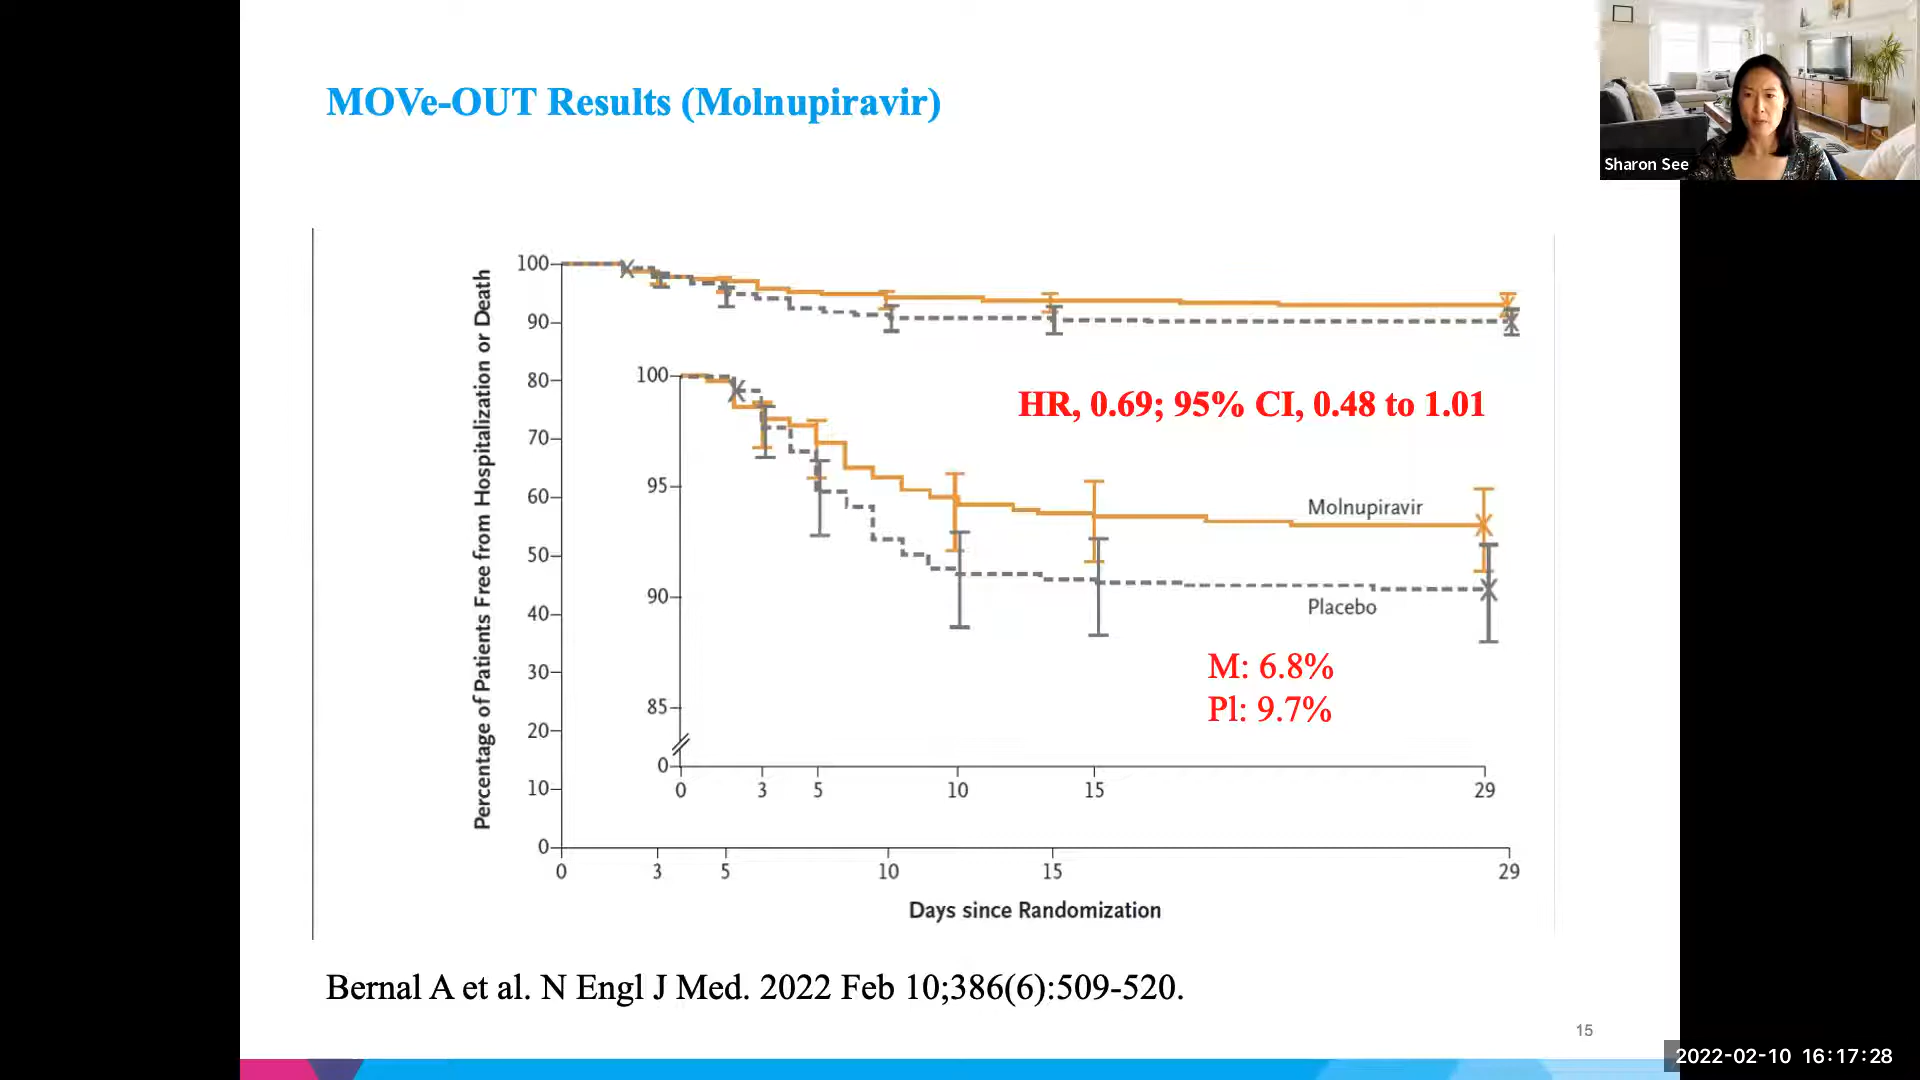 MOVe-OUT Results (Molnupiravir)
Sharon See
Percentage of Patients Free from Hospitalization or Death
100
90
80
70
60
50
40
30
20
10
0
100
95
90
85
0
HR, 0.69; 95% CI, 0.48 to 1.01
Molnupiravir
Placebo
M: 6.8%
Pl: 9.7%
0 3 5 10 15 29
0 3 5 10 15 29
Days since Randomization
Bernal A et al. N Engl J Med. 2022 Feb 10;386(6):509-520.
15
2022-02-10 16:17:28